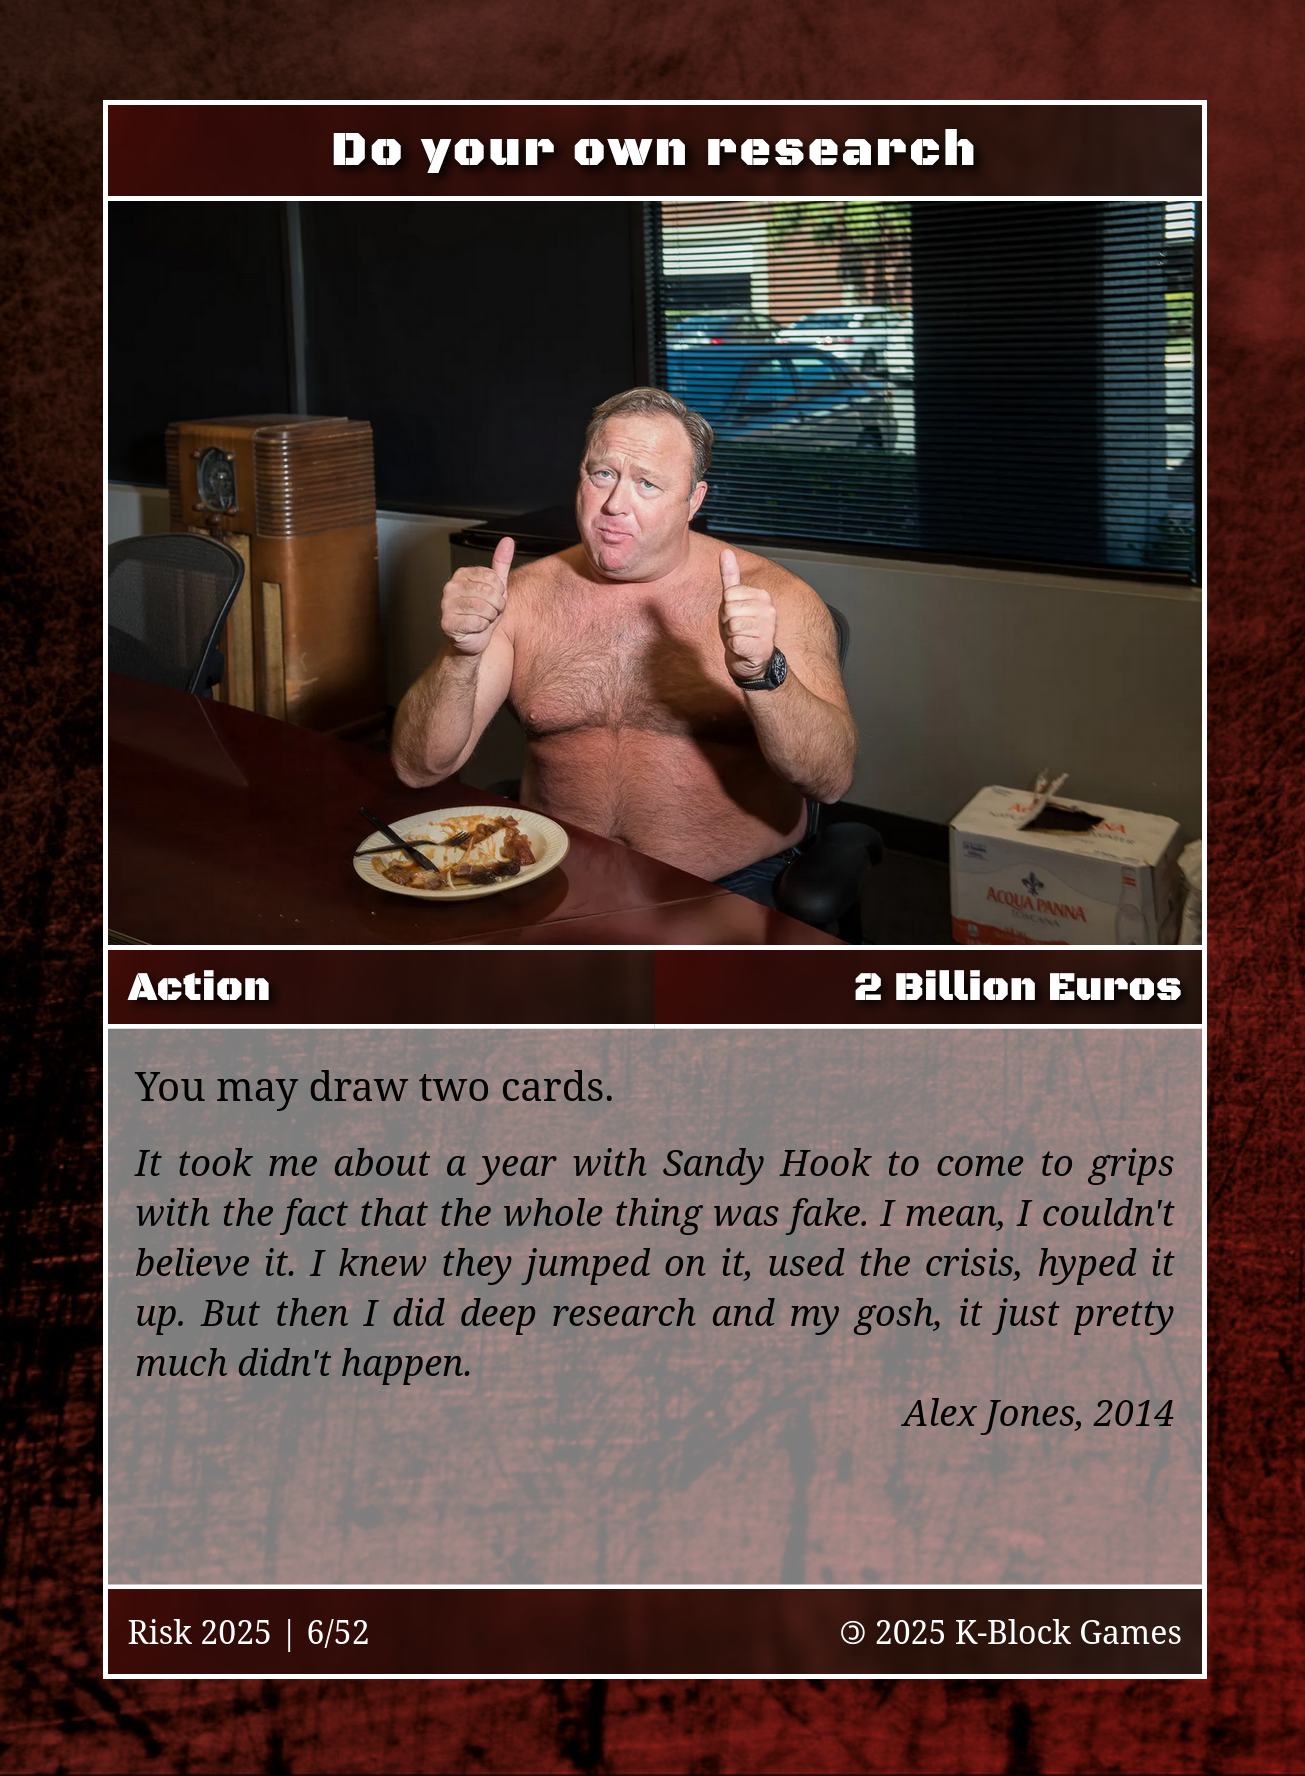 Do your own research
ACQUA PANNA
TOSCANA
Action
2 Billion Euros
You may draw two cards.
It took me about a year with Sandy Hook to come to grips
with the fact that the whole thing was fake. I mean, I couldn't
believe it. I knew they jumped on it, used the crisis, hyped it
up. But then I did deep research and my gosh, it just pretty
much didn't happen.
Alex Jones, 2014
Risk 2025 | 6/52
🄯 2025 K-Block Games